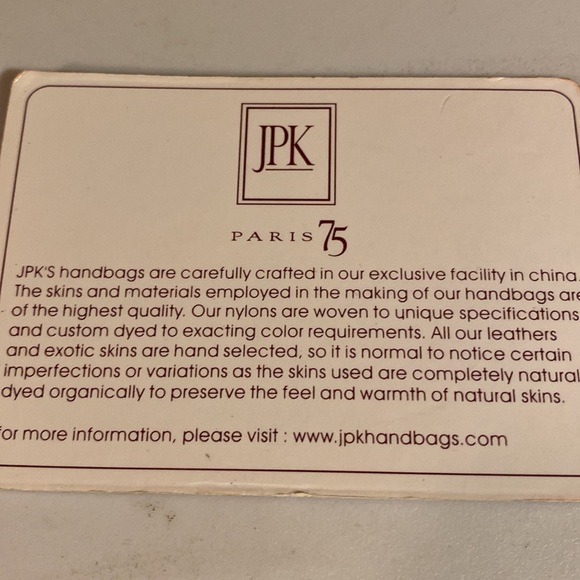 JPK
PARIS 75
JPK'S handbags are carefully crafted in our exclusive facility in china.
The skins and materials employed in the making of our handbags are
of the highest quality. Our nylons are woven to unique specifications
and custom dyed to exacting color requirements. All our leathers
and exotic skins are hand selected, so it is normal to notice certain
imperfections or variations as the skins used are completely natural
dyed organically to preserve the feel and warmth of natural skins.
for more information, please visit : www.jpkhandbags.com